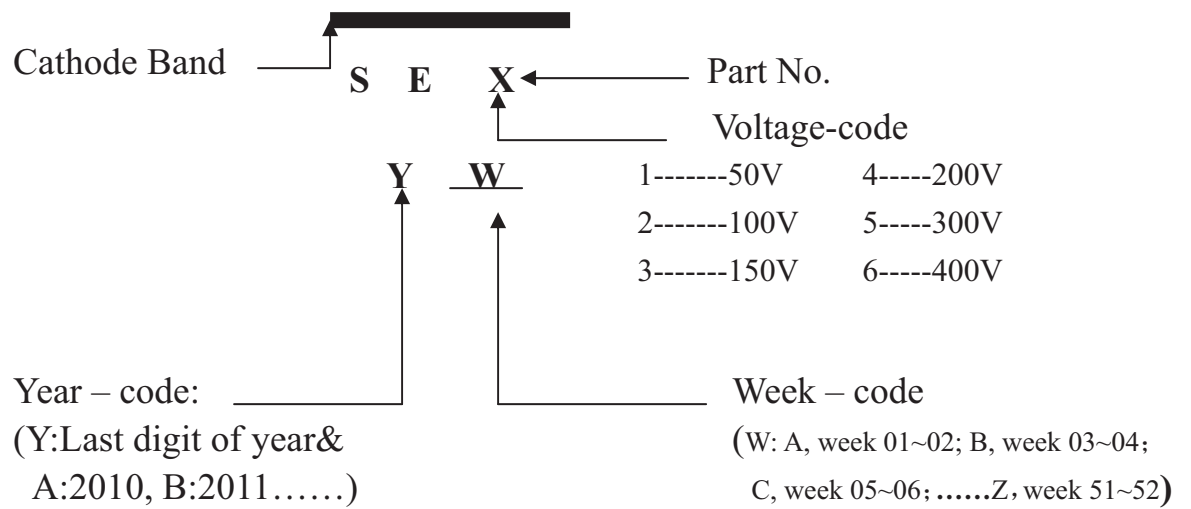 Cathode Band
S E X
Part No.
Voltage-code
Y W
1-------50V 4-----200V
2-------100V 5-----300V
3-------150V 6-----400V
Year – code:
(Y:Last digit of year&
A:2010, B:2011……)
Week – code
(W: A, week 01~02; B, week 03~04;
C, week 05~06; ……Z, week 51~52)